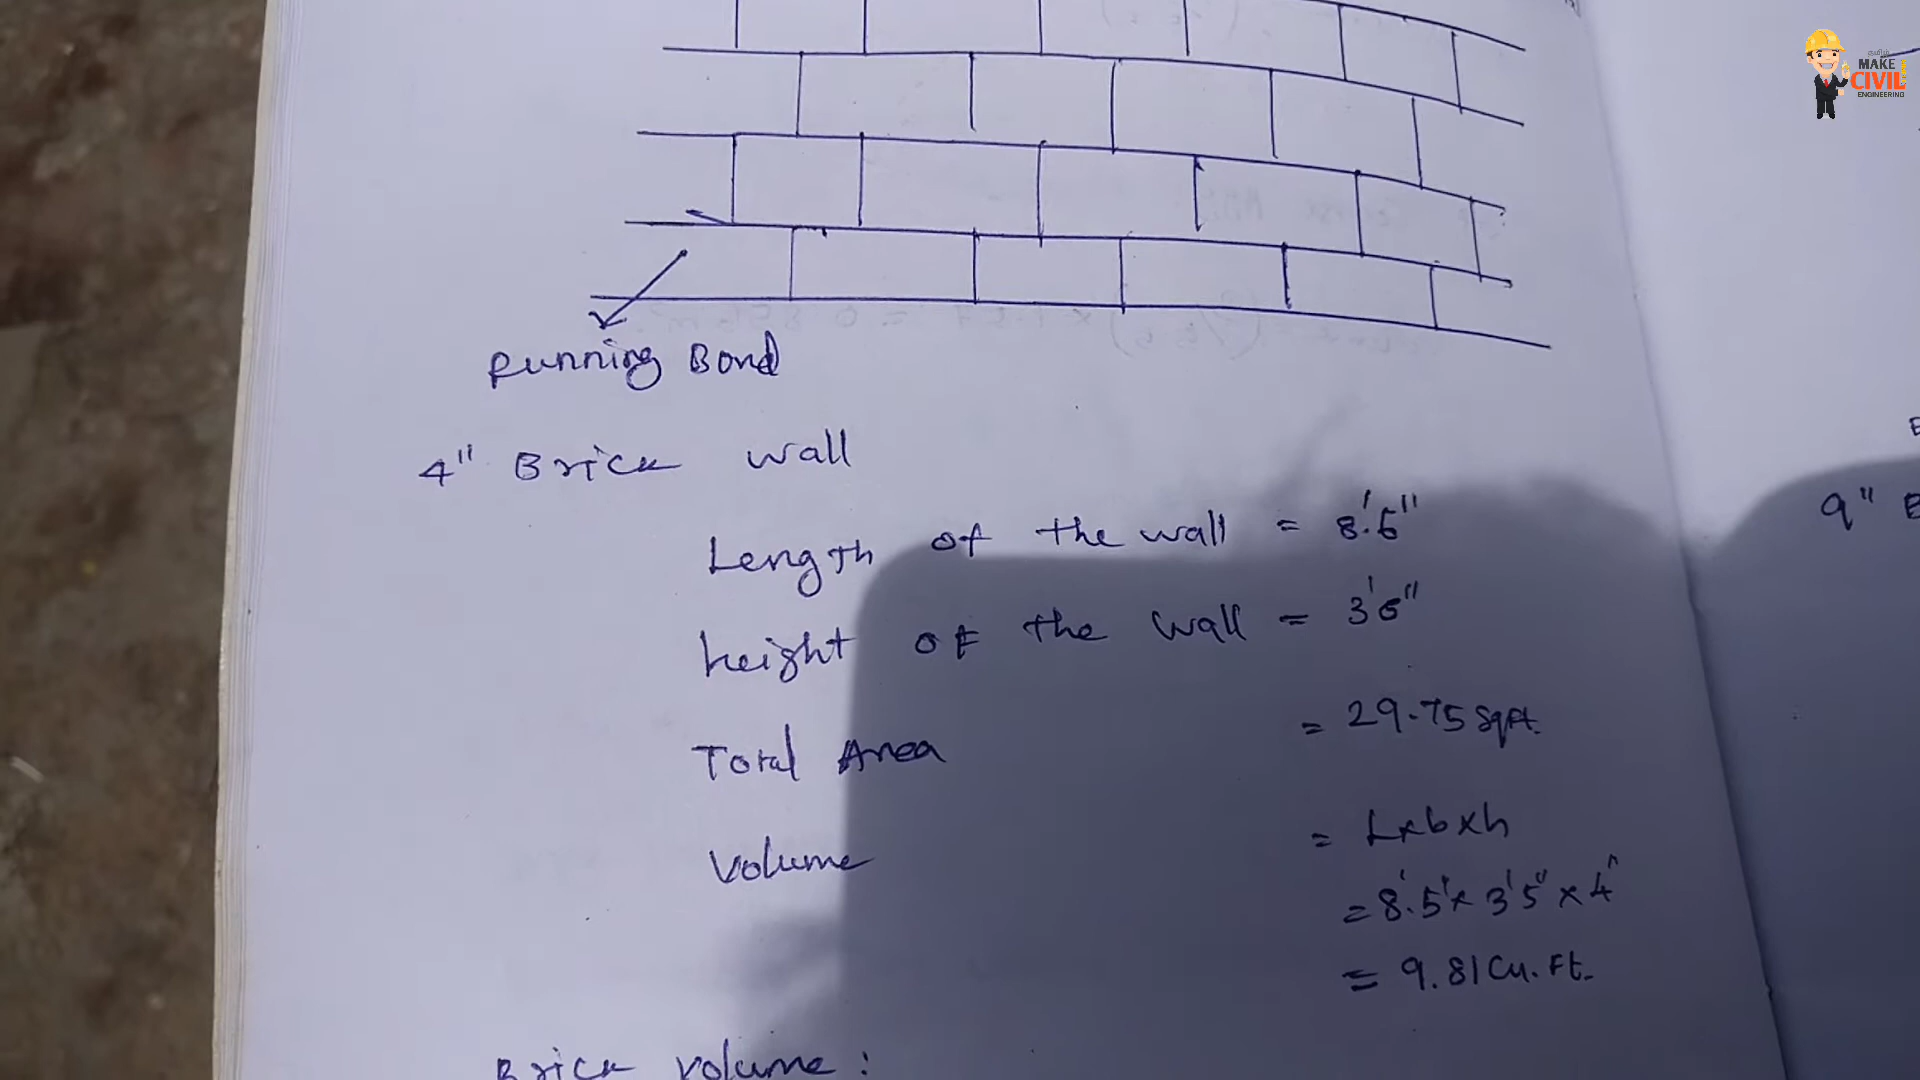 தமிழ்
MAKE
CIVIL
ENGINEERING
Running Bond
4" Brick wall
Length of the wall = 8'.6"
height of the wall = 3'6"
Total Area = 29.75 sqft.
Volume = L×b×h
= 8'.5'× 3'5" × 4"
= 9.81 Cu.Ft.
Brick volume:
9" B